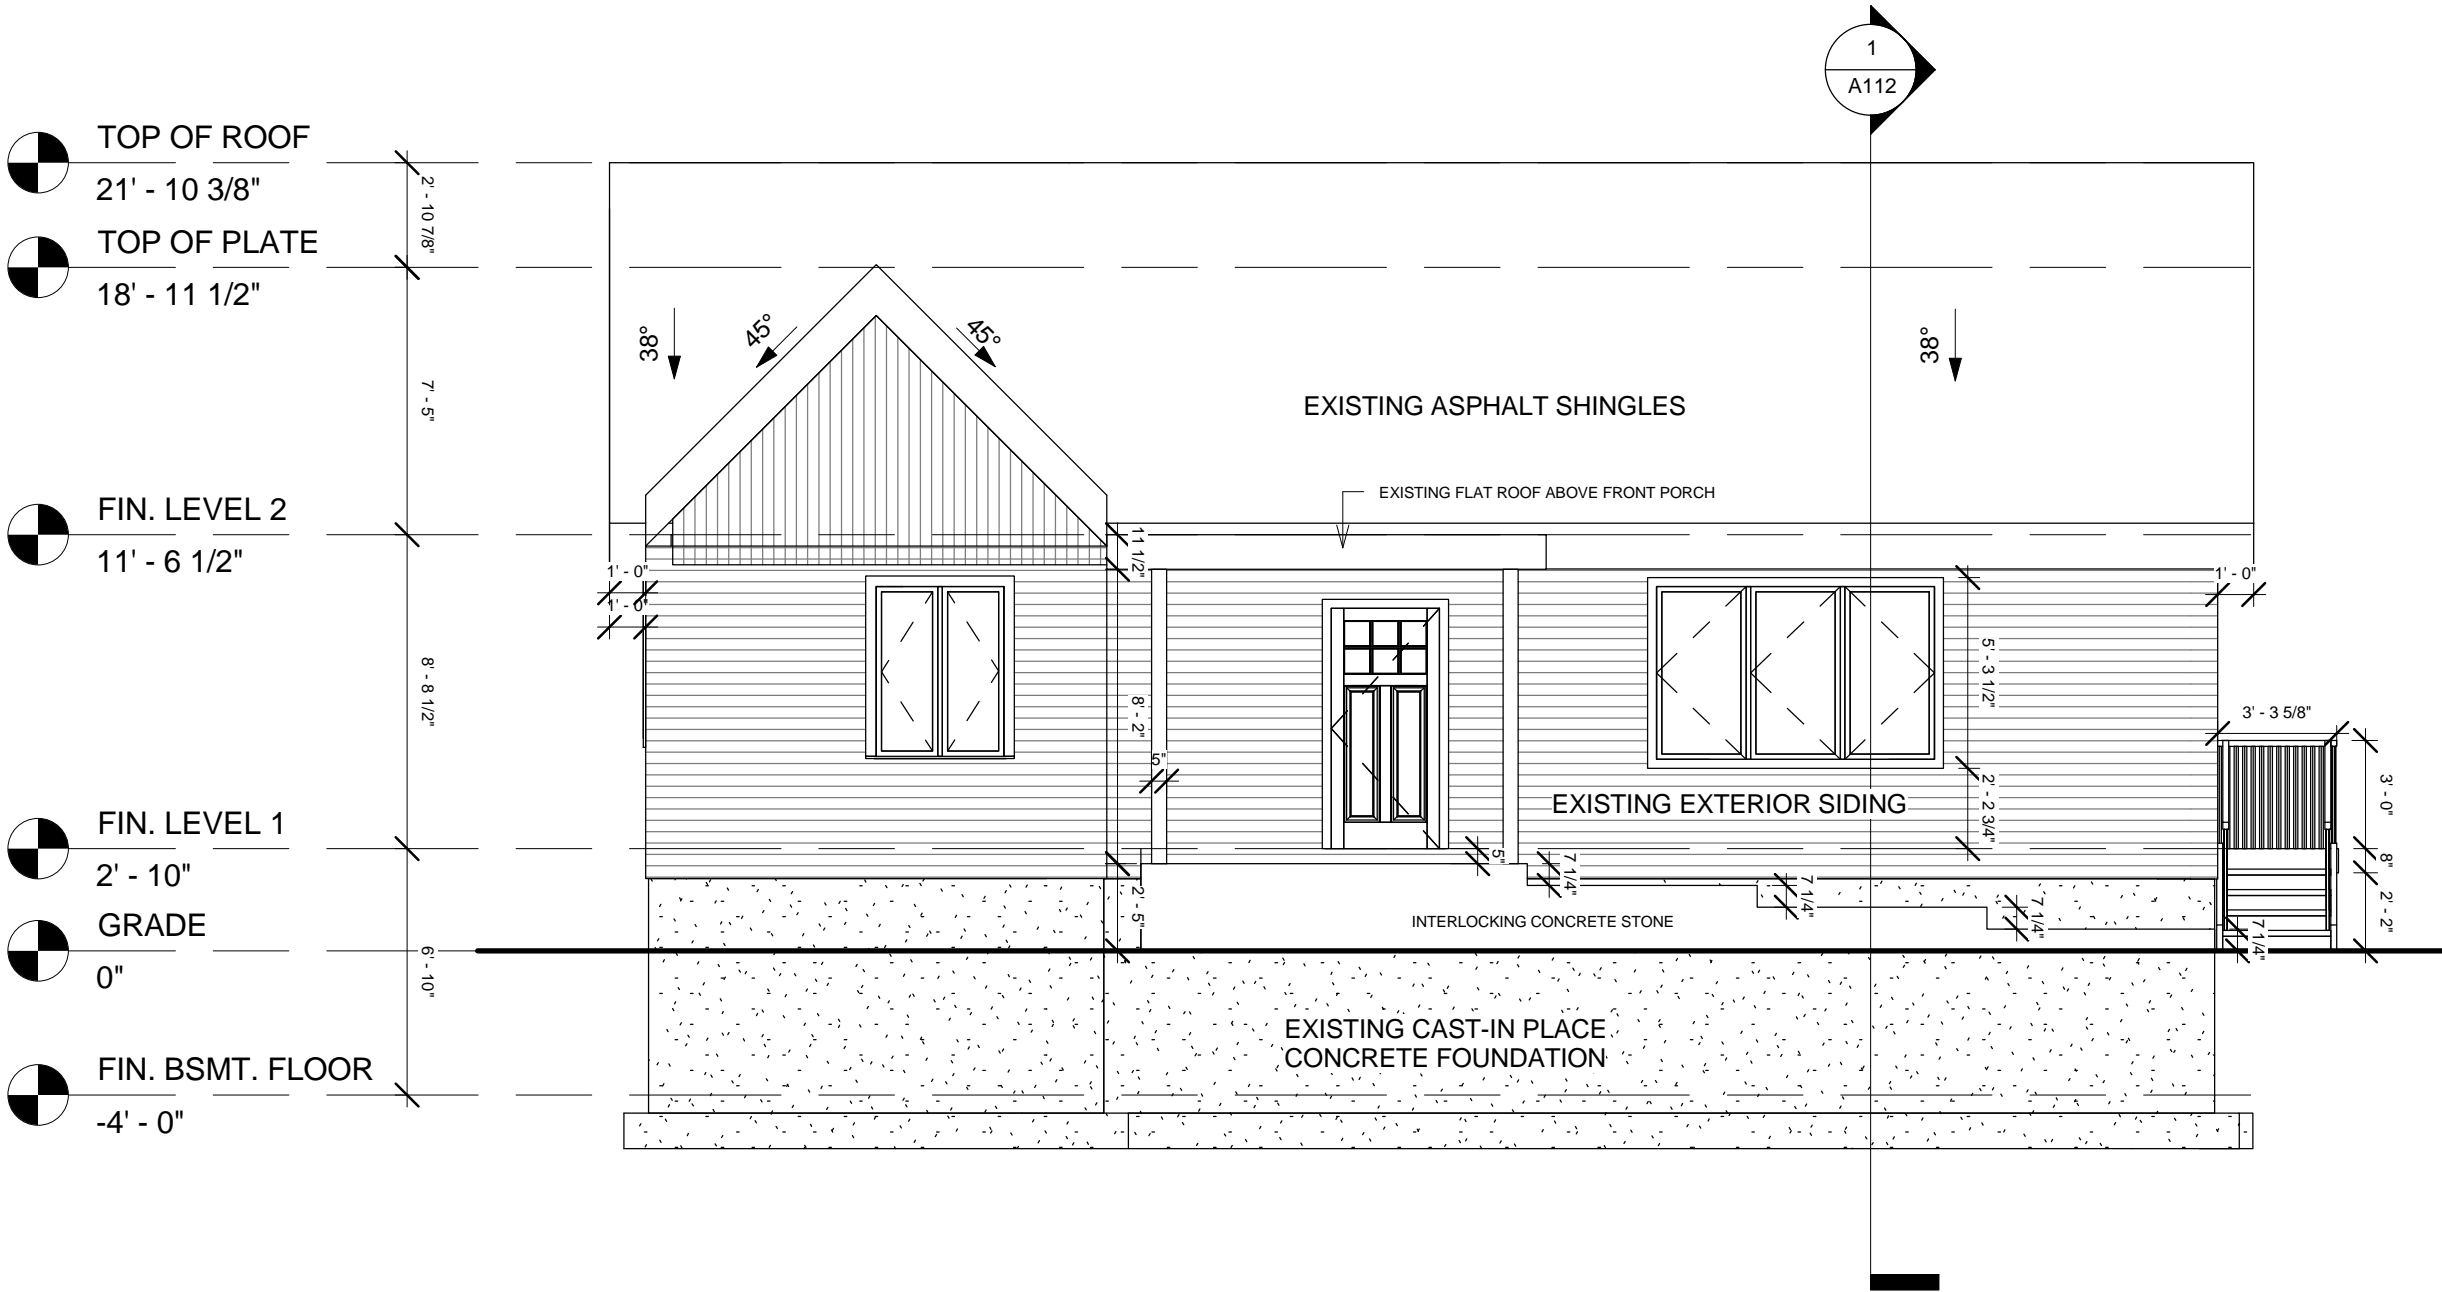 1
A112
TOP OF ROOF
21' - 10 3/8"
2' - 10 7/8"
TOP OF PLATE
18' - 11 1/2"
38°
45°
45°
38°
7' - 5"
EXISTING ASPHALT SHINGLES
EXISTING FLAT ROOF ABOVE FRONT PORCH
FIN. LEVEL 2
11' - 6 1/2"
11 1/2"
1' - 0"
1' - 0"
1' - 0"
8' - 8 1/2"
8' - 2"
5' - 3 1/2"
3' - 3 5/8"
5"
EXISTING EXTERIOR SIDING
2' - 2 3/4"
3' - 0"
FIN. LEVEL 1
2' - 10"
5"
7 1/4"
7 1/4"
7 1/4"
7 1/4"
8"
2' - 2"
2' - 5"
INTERLOCKING CONCRETE STONE
GRADE
0"
6' - 10"
EXISTING CAST-IN PLACE
CONCRETE FOUNDATION
FIN. BSMT. FLOOR
-4' - 0"